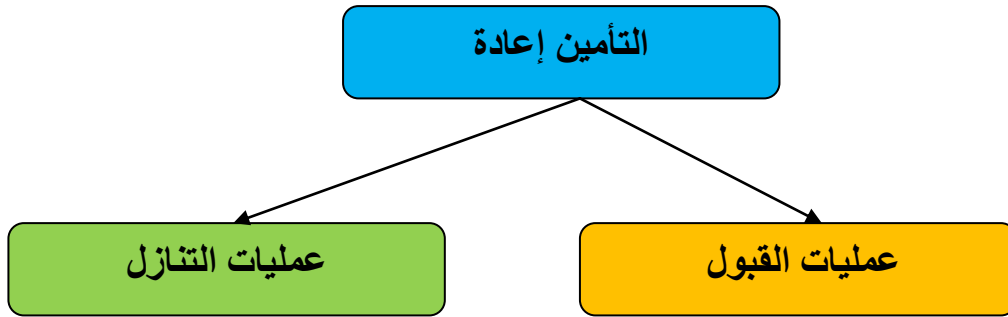 التأمين إعادة
عمليات القبول
عمليات التنازل